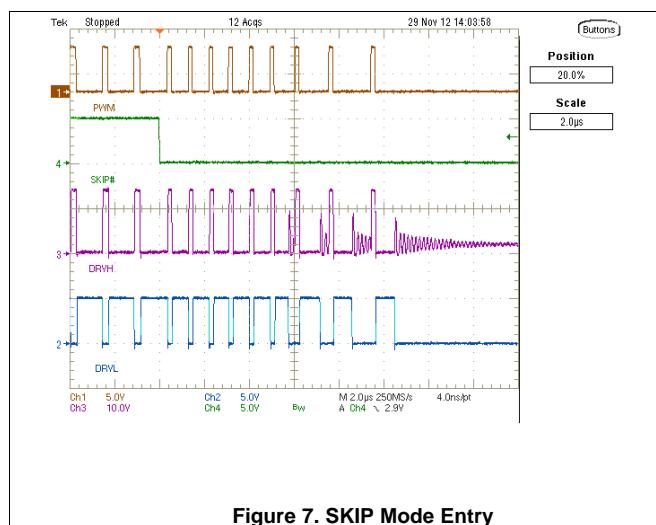 Tek Stopped 12 Acqs 29 Nov 12 14:03:58
Buttons
Position
20.0%
Scale
2.0µs
1
PWM
4
SKIP#
3
DRVH
2
DRVL
Ch1 5.0V Ch2 5.0V M 2.0µs 250MS/s 4.0ns/pt
Ch3 10.0V Ch4 5.0V BW A Ch4 2.9V
Figure 7. SKIP Mode Entry